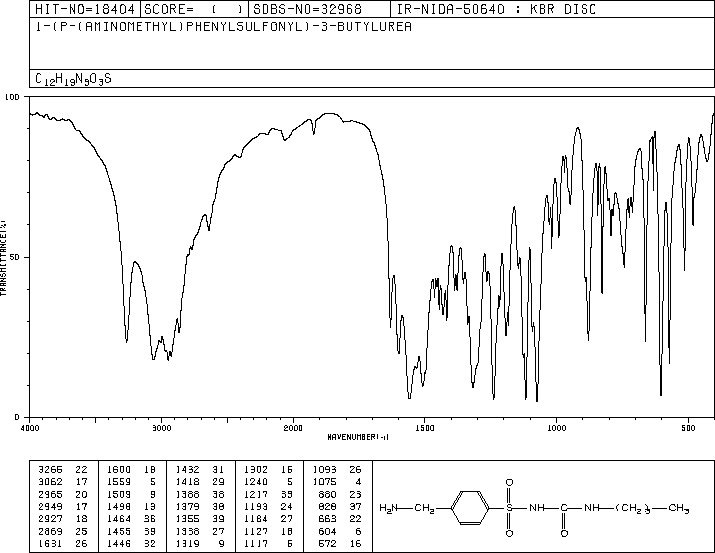 HIT-NO=18404 SCORE= ( ) SDBS-NO=32968 IR-NIDA-50640 : KBR DISC
1-(P-(AMINOMETHYL)PHENYLSULFONYL)-3-BUTYLUREA
C12H19N3O3S
100
50
0
TRANSMITTANCE(%)
4000 3000 2000 1500 1000 500
WAVENUMBER(-1)
3265 22 1600 18 1432 31 1302 15 1093 26
3062 17 1559 5 1418 29 1240 5 1075 4
2965 20 1509 9 1388 38 1217 39 880 23
2949 17 1498 13 1379 38 1193 24 828 37
2927 18 1464 36 1355 39 1184 27 663 22
2869 25 1455 39 1338 27 1127 18 604 6
1631 26 1446 32 1319 9 1117 5 572 16
H2N CH2 S NH C NH (CH2)3 CH3
O
O O